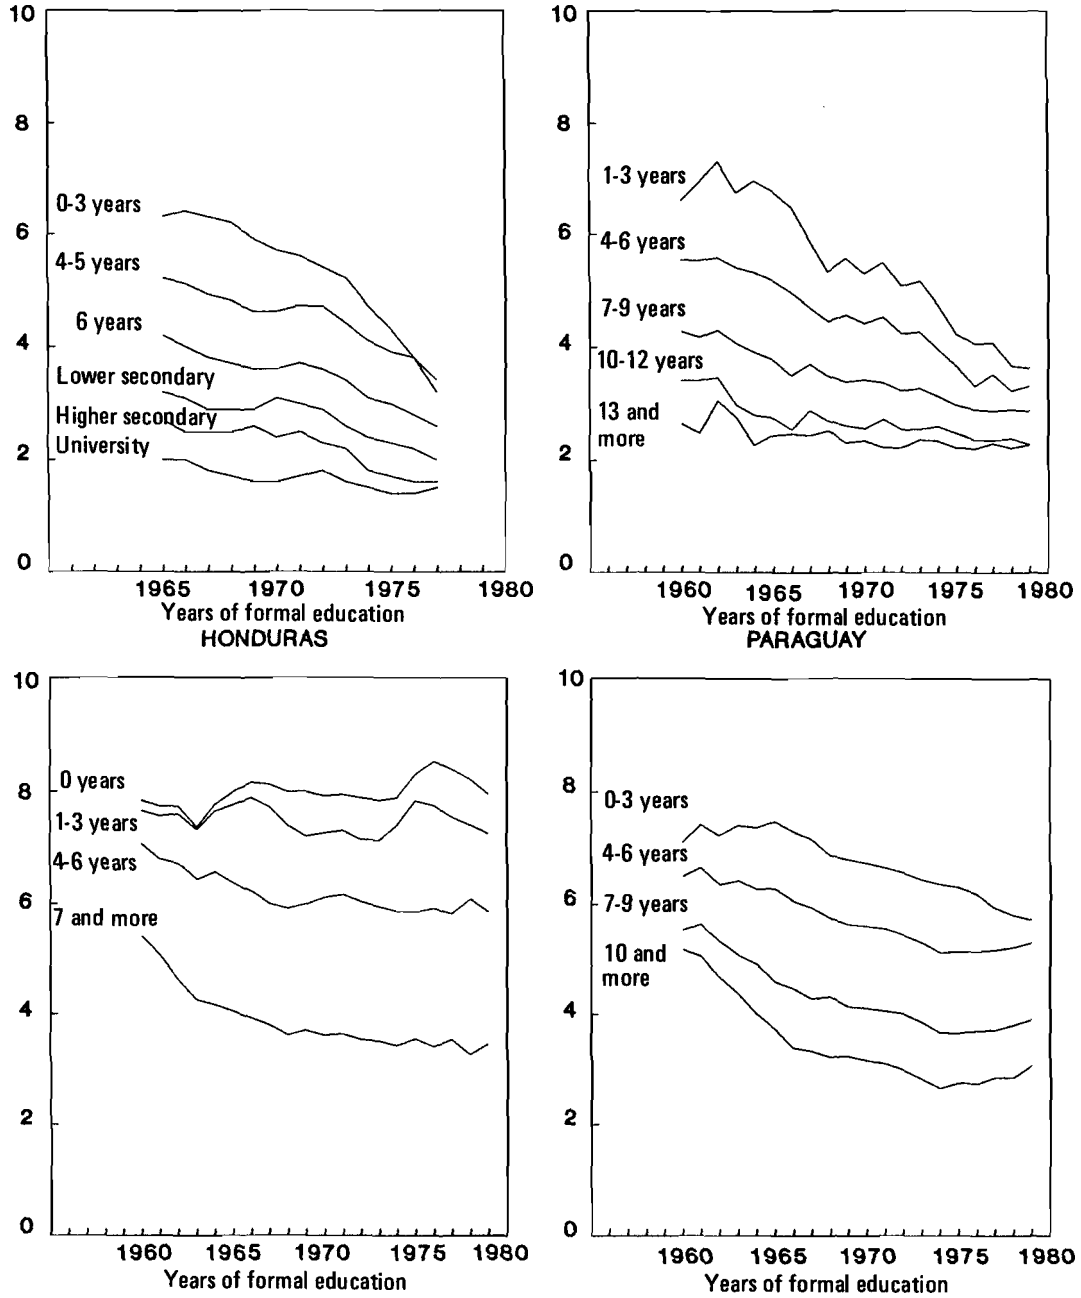 10
8
6
4
2
0
0-3 years
4-5 years
6 years
Lower secondary
Higher secondary
University
1965 1970 1975 1980
Years of formal education
HONDURAS
10
8
6
4
2
0
1-3 years
4-6 years
7-9 years
10-12 years
13 and
more
1960 1965 1970 1975 1980
Years of formal education
PARAGUAY
10
8
6
4
2
0
0 years
1-3 years
4-6 years
7 and more
1960 1965 1970 1975 1980
Years of formal education
10
8
6
4
2
0
0-3 years
4-6 years
7-9 years
10 and
more
1960 1965 1970 1975 1980
Years of formal education